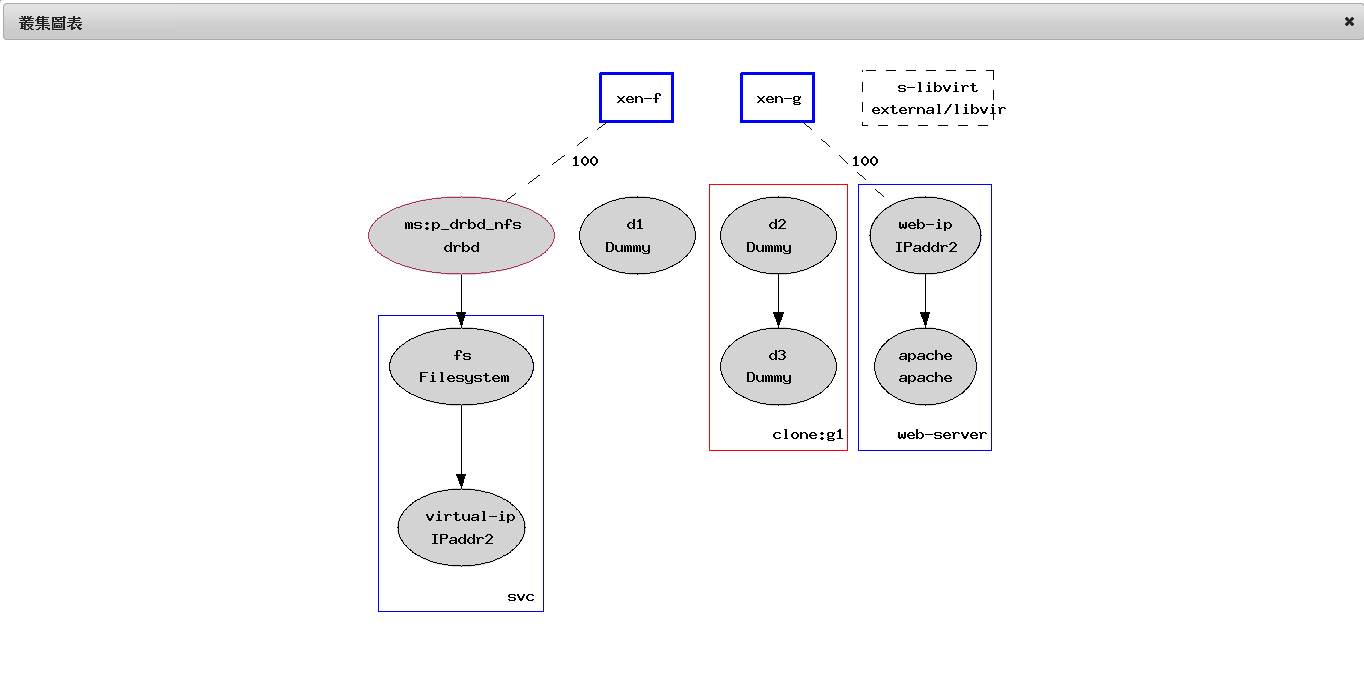 叢集圖表
xen-f
xen-g
s-libvirt
external/libvir
100
100
ms:p_drbd_nfs
drbd
d1
Dummy
d2
Dummy
web-ip
IPaddr2
fs
Filesystem
d3
Dummy
apache
apache
clone:g1
web-server
virtual-ip
IPaddr2
svc